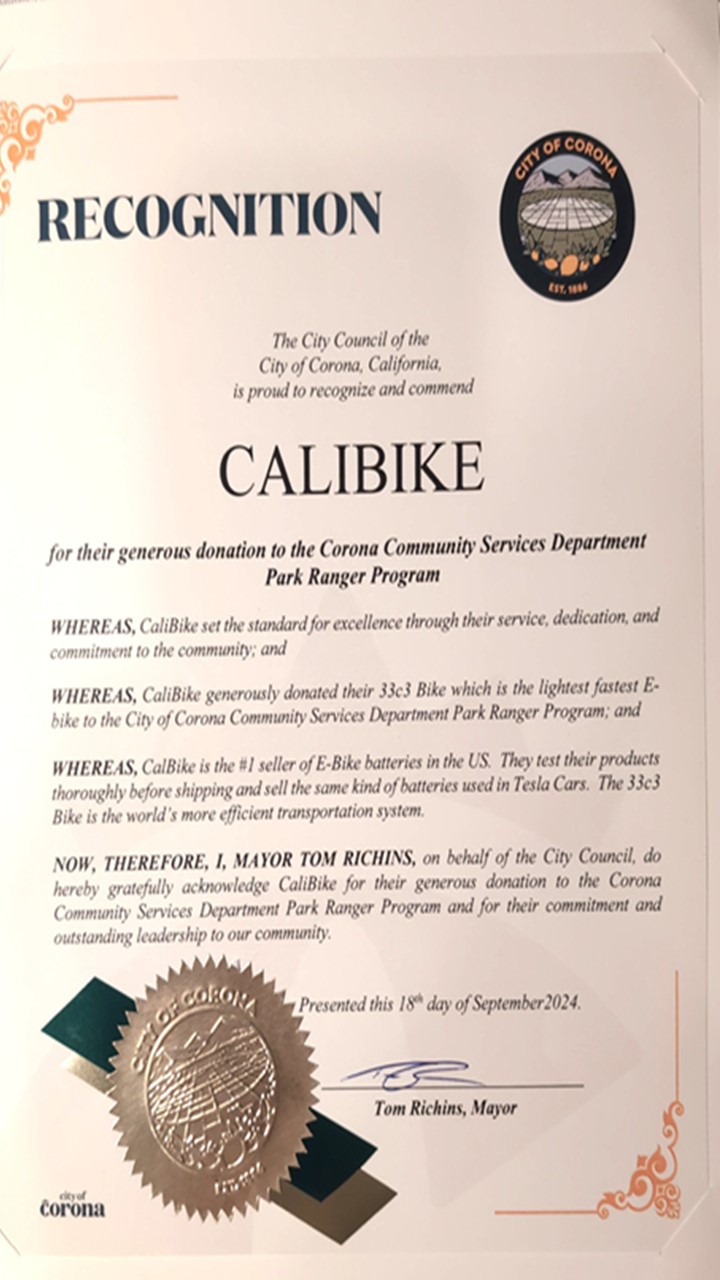 RECOGNITION
CITY OF CORONA
EST. 1886
The City Council of the
City of Corona, California,
is proud to recognize and commend
CALIBIKE
for their generous donation to the Corona Community Services Department
Park Ranger Program
WHEREAS, CaliBike set the standard for excellence through their service, dedication, and
commitment to the community; and
WHEREAS, CaliBike generously donated their 33c3 Bike which is the lightest fastest E-
bike to the City of Corona Community Services Department Park Ranger Program; and
WHEREAS, CalBike is the #1 seller of E-Bike batteries in the US. They test their products
thoroughly before shipping and sell the same kind of batteries used in Tesla Cars. The 33c3
Bike is the world's more efficient transportation system.
NOW, THEREFORE, I, MAYOR TOM RICHINS, on behalf of the City Council, do
hereby gratefully acknowledge CaliBike for their generous donation to the Corona
Community Services Department Park Ranger Program and for their commitment and
outstanding leadership to our community.
CITY OF CORONA
Presented this 18th day of September2024.
Tom Richins, Mayor
city of
corona